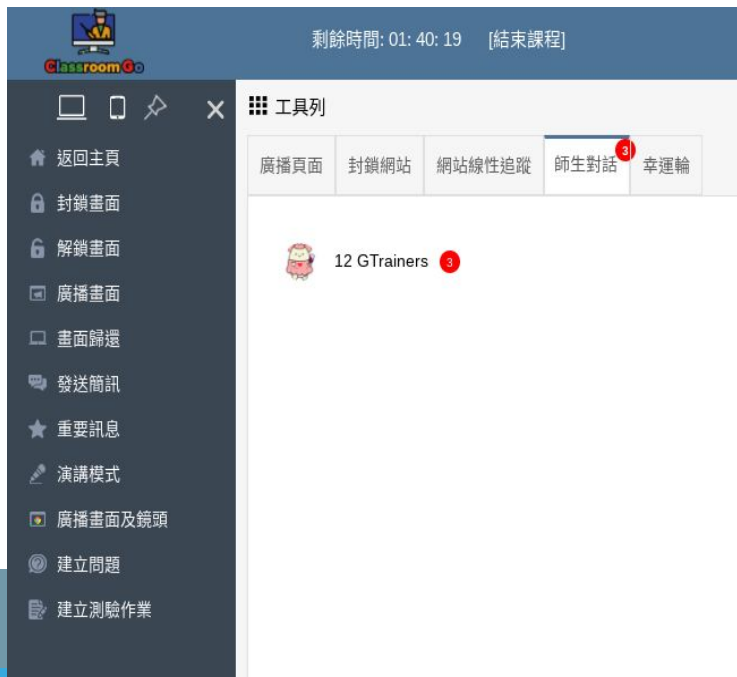 剩餘時間: 01: 40: 19 [結束課程]
Classroom Go
工具列
返回主頁
封鎖畫面
解鎖畫面
廣播畫面
畫面歸還
發送簡訊
重要訊息
演講模式
廣播畫面及鏡頭
建立問題
建立測驗作業
廣播頁面 封鎖網站 網站線性追蹤 師生對話 3 幸運輪
12 GTrainers 3